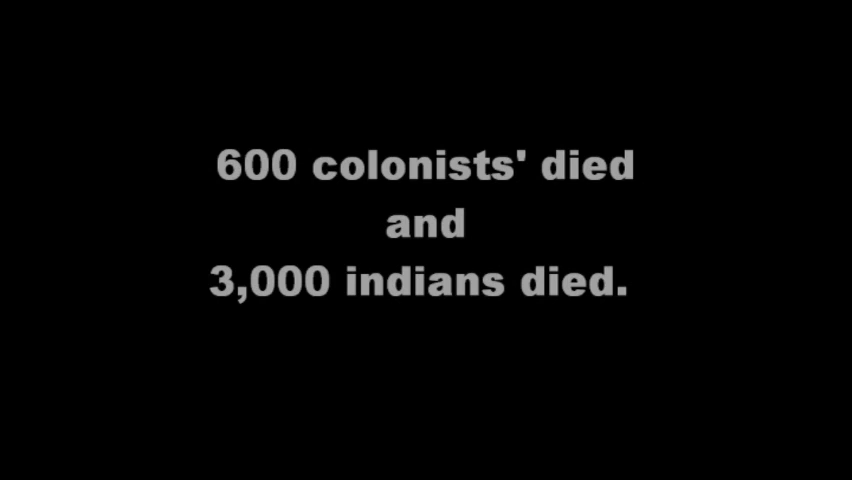 600 colonists' died
and
3,000 indians died.